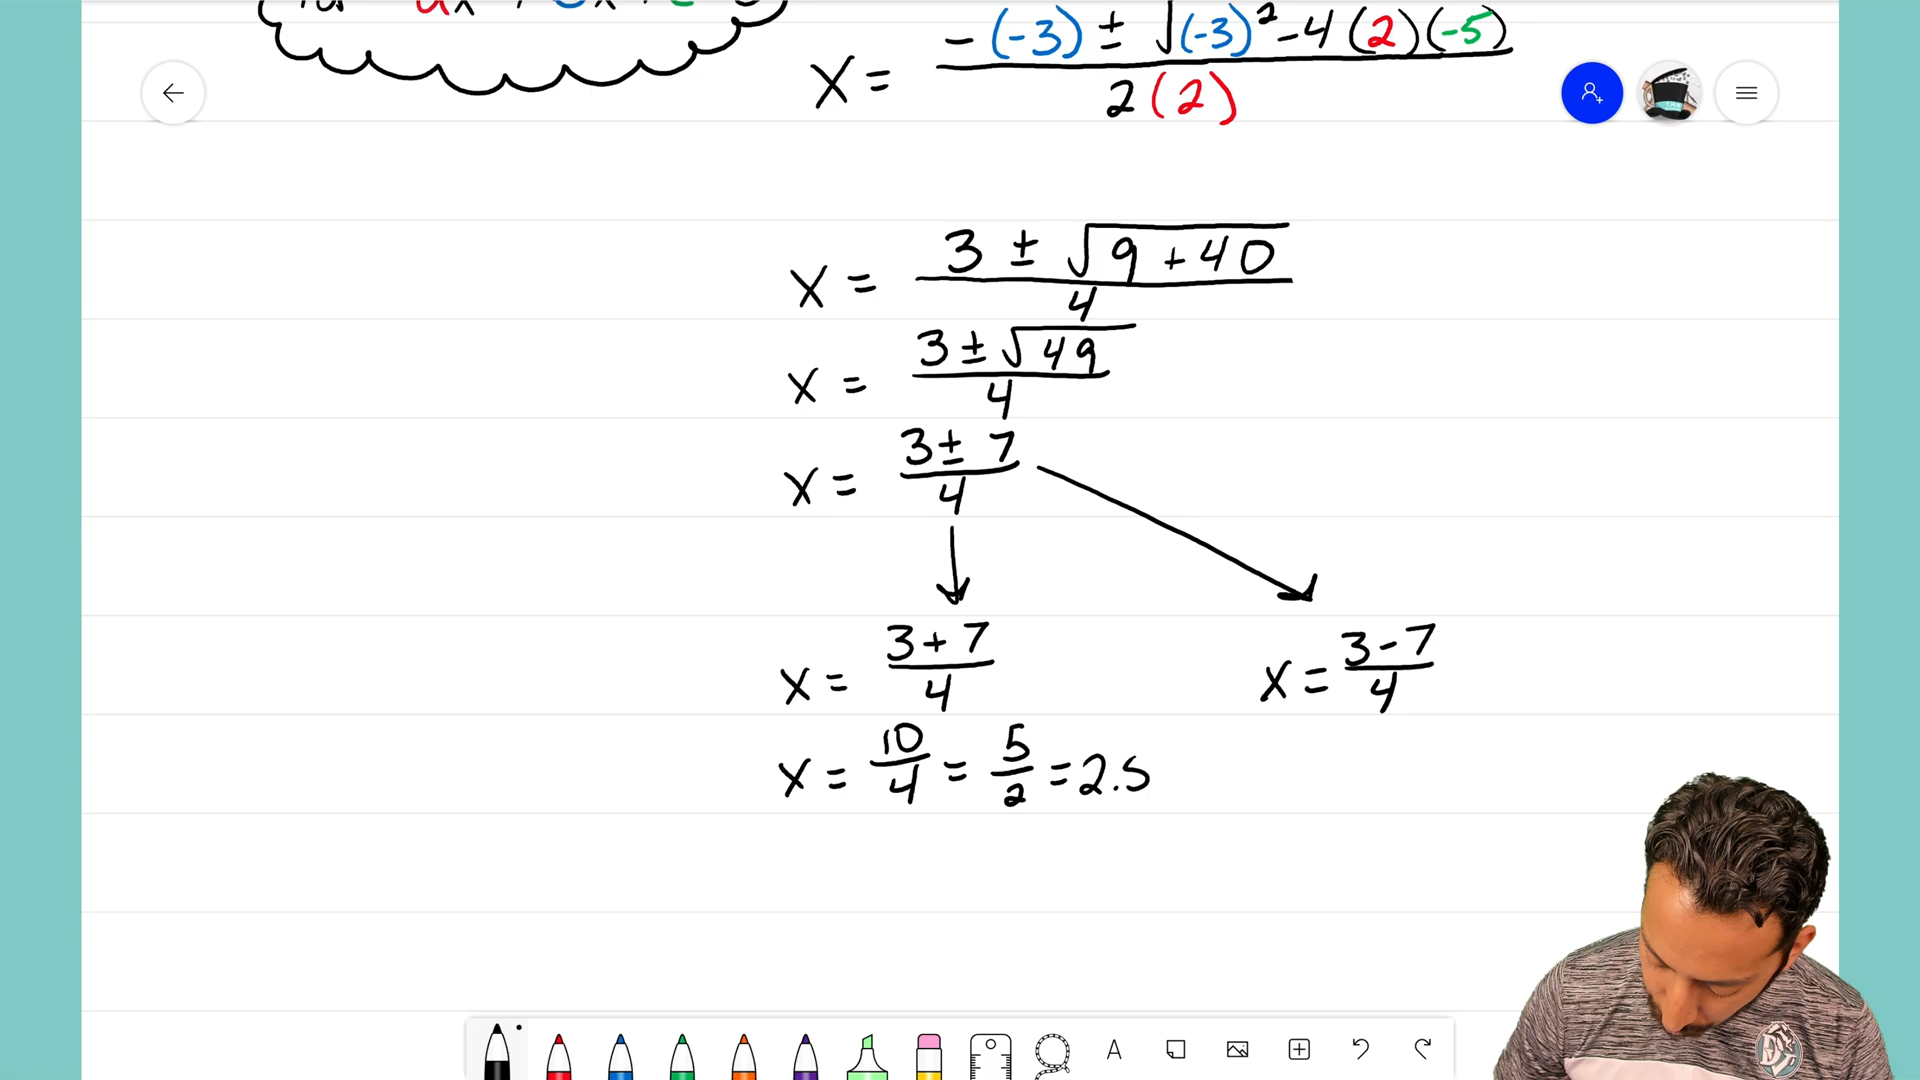 x = -(-3) ± √(-3)² - 4(2)(-5) / 2(2)
x = 3 ± √9 + 40 / 4
x = 3 ± √49 / 4
x = 3 ± 7 / 4
x = 3 + 7 / 4
x = 3 - 7 / 4
x = 10/4 = 5/2 = 2.5
A